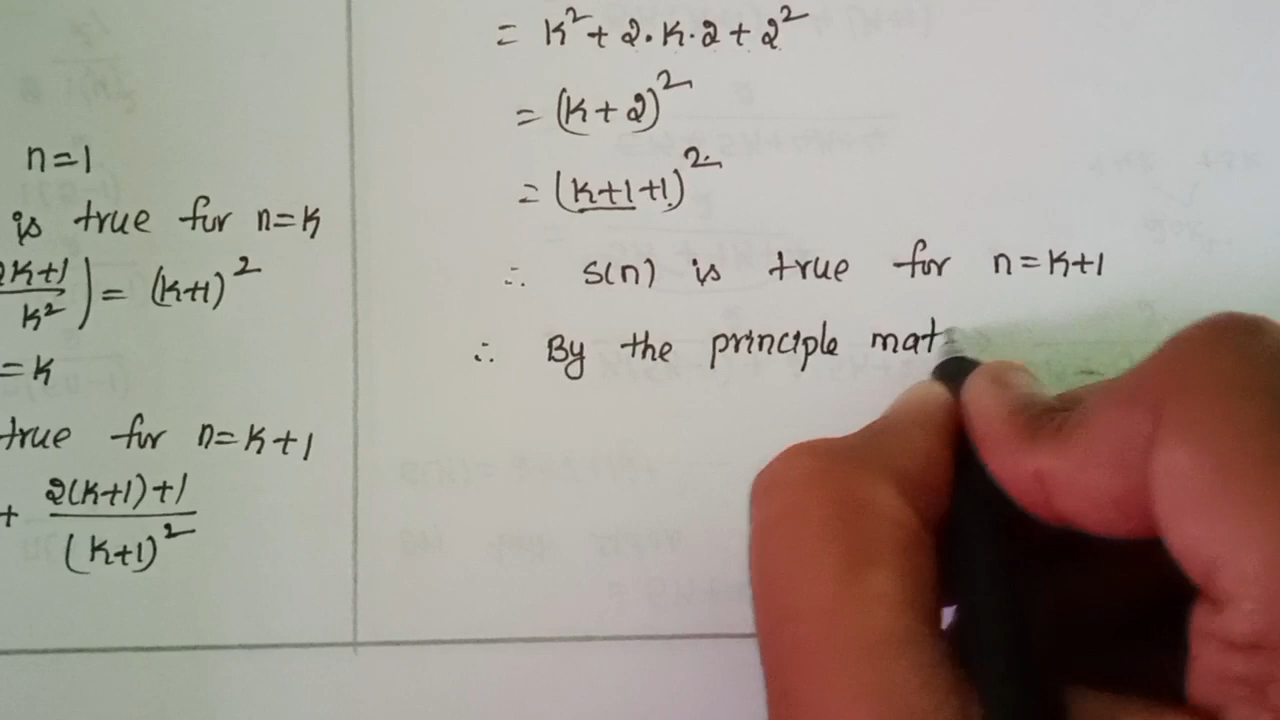 n=1
is true for n=k
2k+1/k²) = (k+1)²
=k
true for n=k+1
+ 2(k+1)+1/(k+1)²
= k²+2·k·2+2²
= (k+2)²
= (k+1+1)²
∴ S(n) is true for n=k+1
∴ By the principle mat